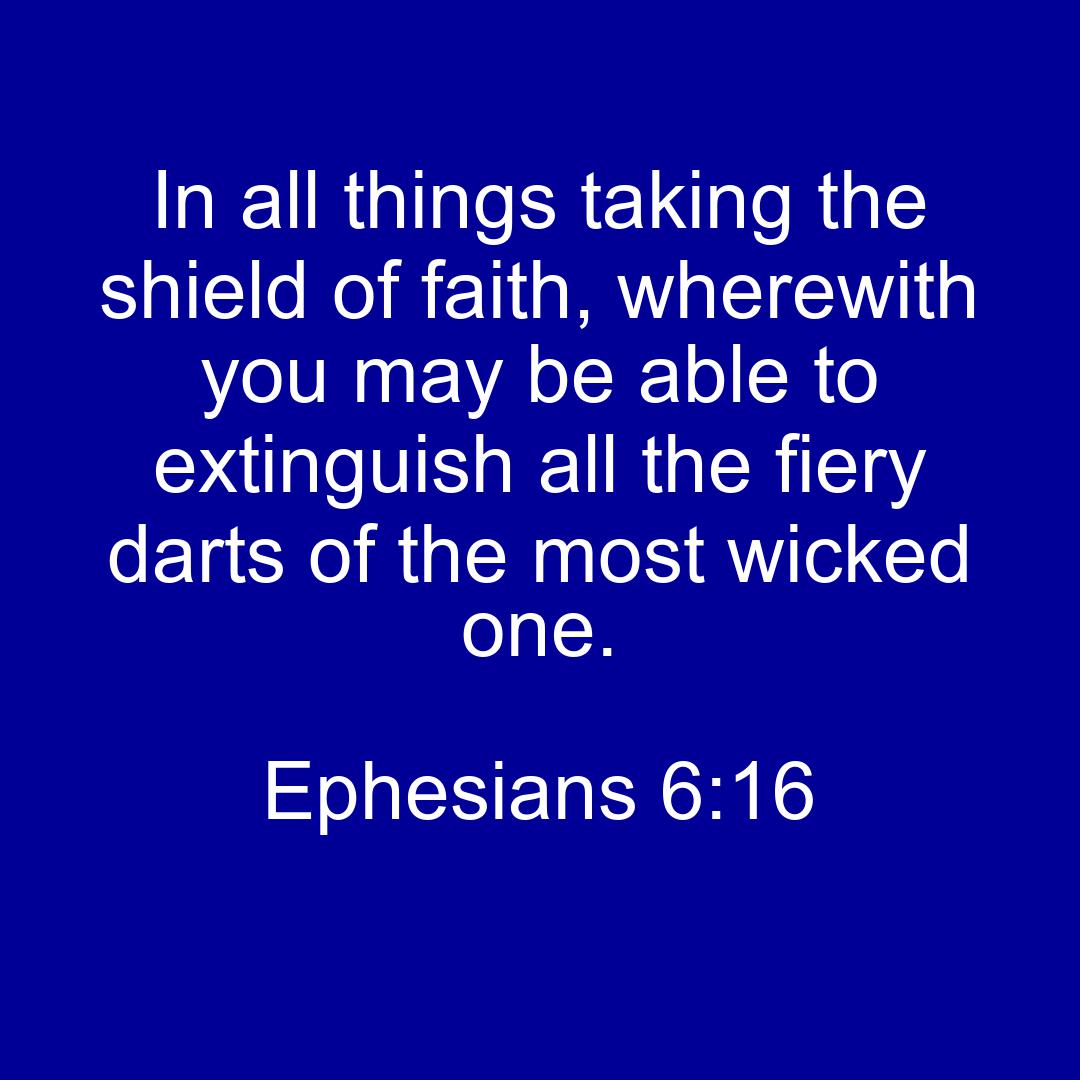 In all things taking the
shield of faith, wherewith
you may be able to
extinguish all the fiery
darts of the most wicked
one.
Ephesians 6:16